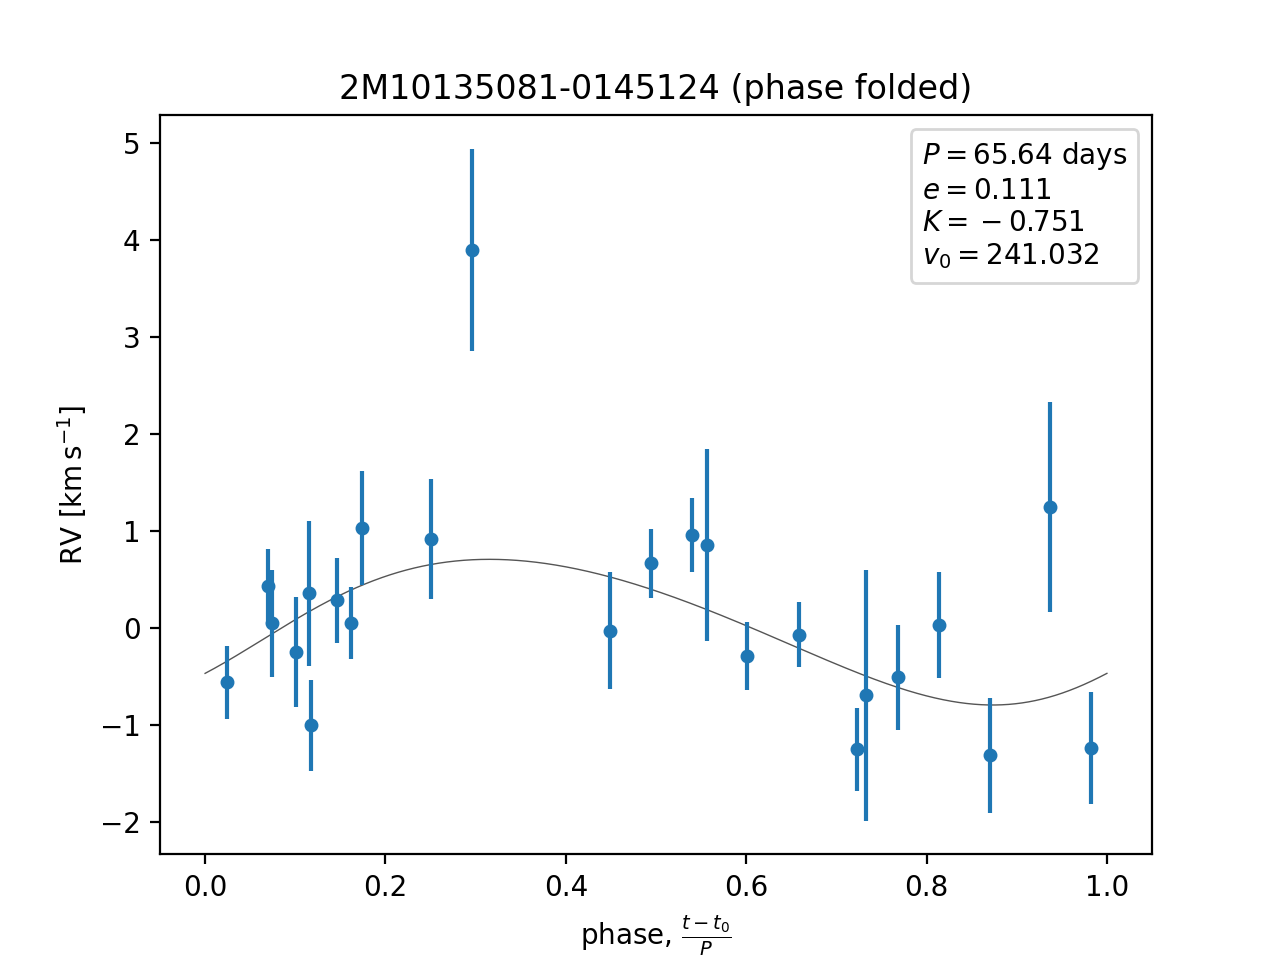 2M10135081-0145124 (phase folded)
P = 65.64 days
e = 0.111
K = −0.751
v₀ = 241.032
5
4
3
2
1
0
−1
−2
RV [km s⁻¹]
0.0 0.2 0.4 0.6 0.8 1.0
phase, (t − t₀)/P